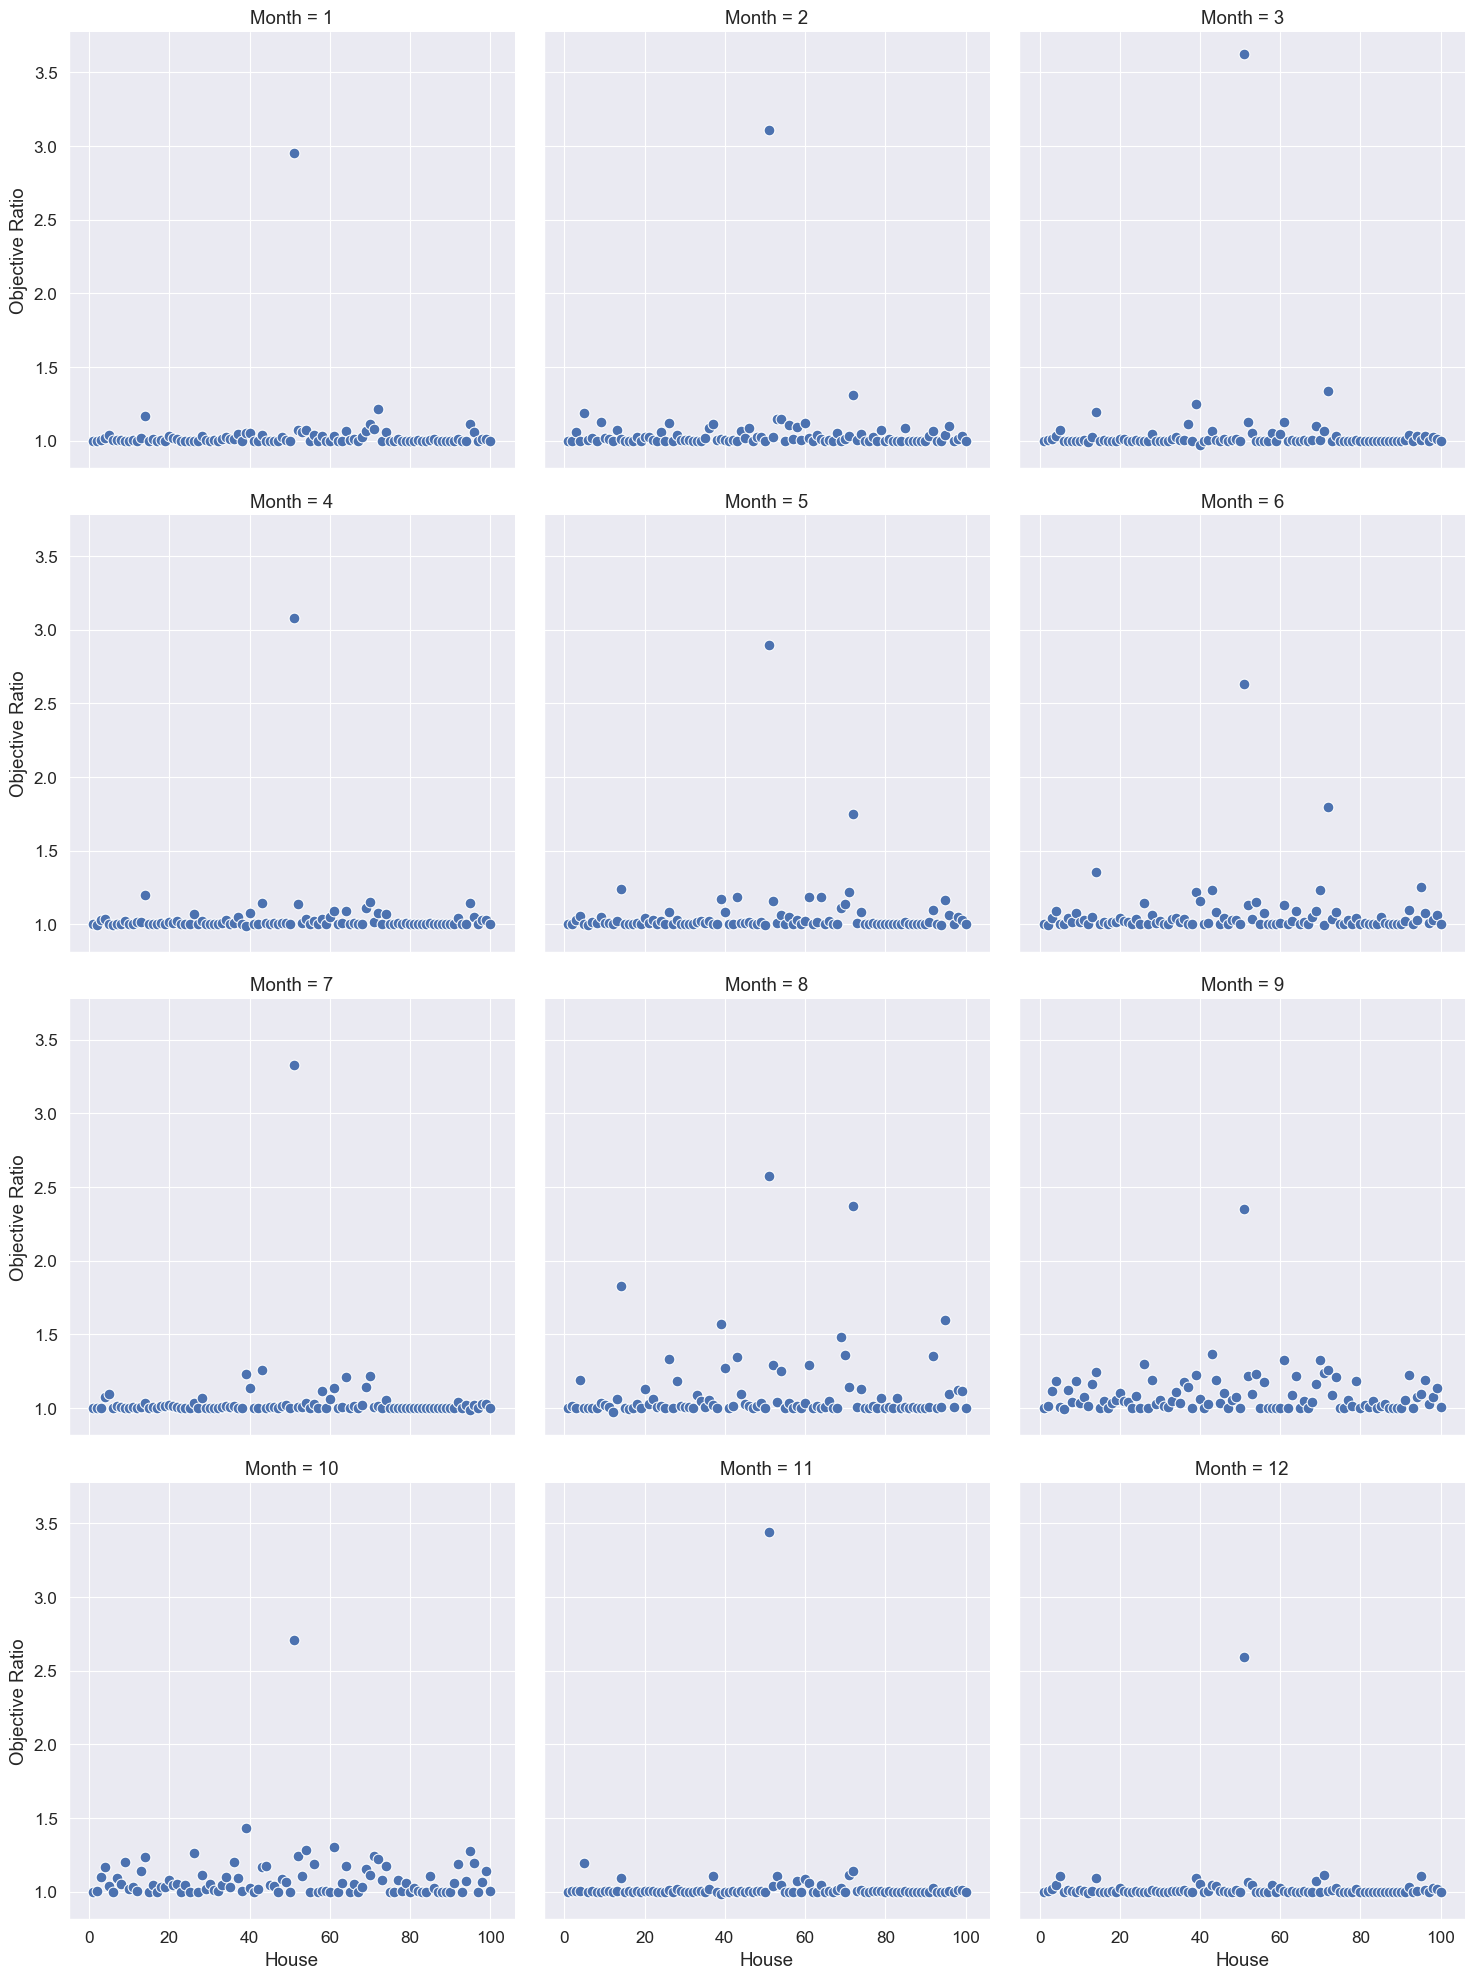 Month = 1
Month = 2
Month = 3
3.5
3.0
2.5
2.0
1.5
1.0
Objective Ratio
Month = 4
Month = 5
Month = 6
3.5
3.0
2.5
2.0
1.5
1.0
Objective Ratio
Month = 7
Month = 8
Month = 9
3.5
3.0
2.5
2.0
1.5
1.0
Objective Ratio
Month = 10
Month = 11
Month = 12
3.5
3.0
2.5
2.0
1.5
1.0
Objective Ratio
0 20 40 60 80 100
0 20 40 60 80 100
0 20 40 60 80 100
House
House
House